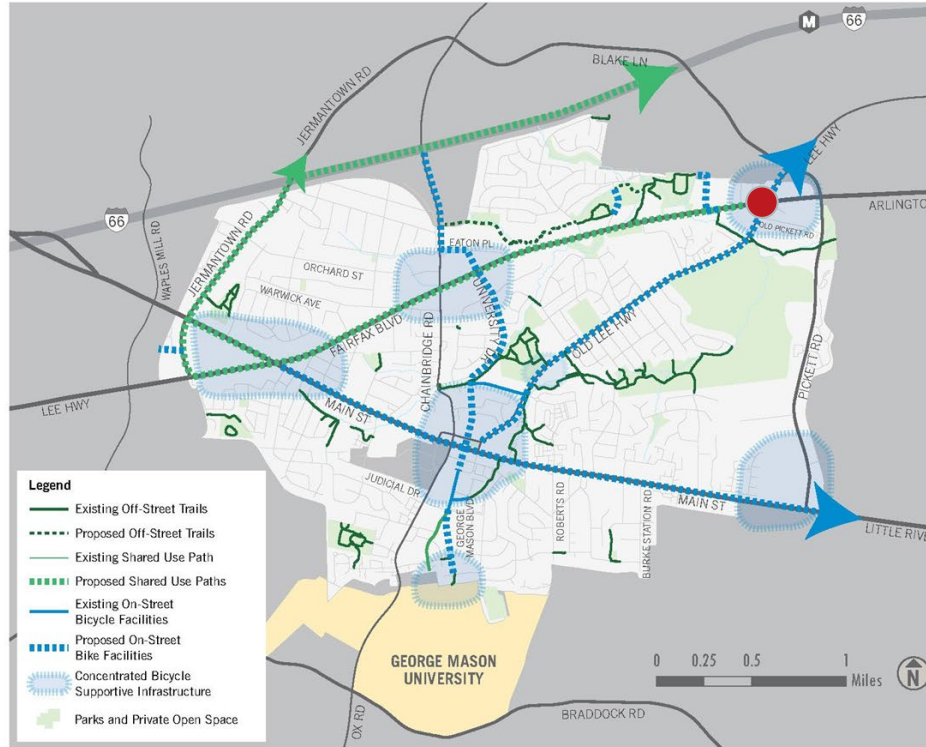 M
66
BLAKE LN
JERMANTOWN RD
LEE HWY
ARLINGTON
66
WAPLES MILL RD
JERMANTOWN RD
EATON PL
OLD PICKETT RD
ORCHARD ST
WARWICK AVE
UNIVERSITY DR
FAIRFAX BLVD
CHAINBRIDGE RD
OLD LEE HWY
PICKETT RD
LEE HWY
MAIN ST
JUDICIAL DR
GEORGE
MASON BLVD
ROBERTS RD
BURKESTATION RD
MAIN ST
LITTLE RIVE
Legend
Existing Off-Street Trails
Proposed Off-Street Trails
Existing Shared Use Path
Proposed Shared Use Paths
Existing On-Street
Bicycle Facilities
Proposed On-Street
Bike Facilities
Concentrated Bicycle
Supportive Infrastructure
Parks and Private Open Space
GEORGE MASON
UNIVERSITY
OX RD
BRADDOCK RD
0 0.25 0.5 1
Miles
N